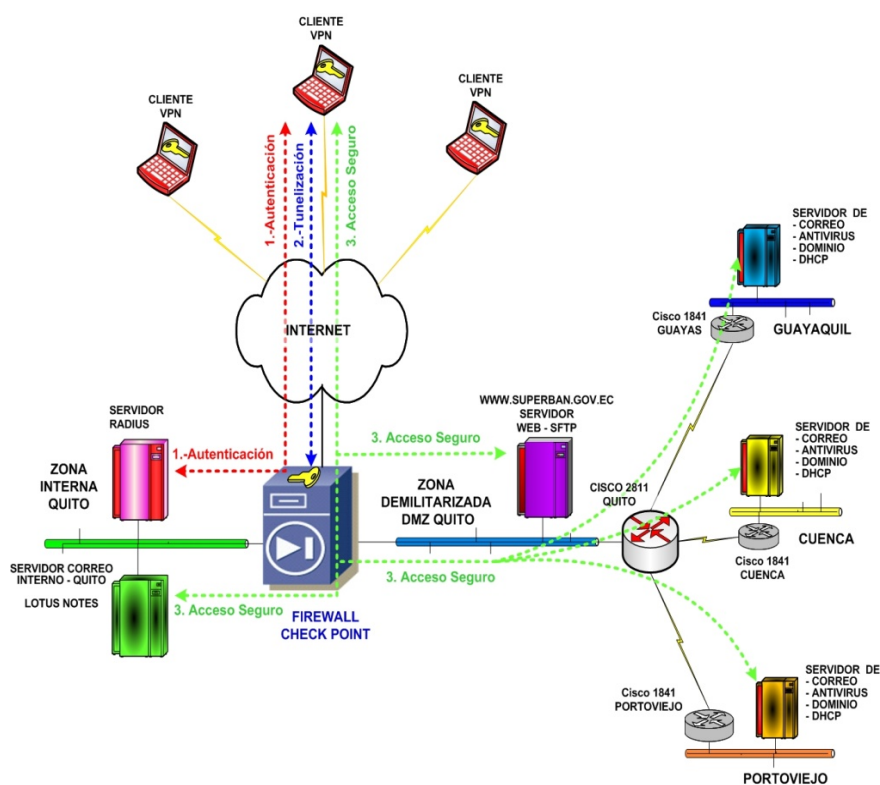 CLIENTE
VPN
CLIENTE
VPN
CLIENTE
VPN
1.-Autenticación
2.-Tunelización
3. Acceso Seguro
INTERNET
SERVIDOR DE
- CORREO
- ANTIVIRUS
- DOMINIO
- DHCP
Cisco 1841
GUAYAS
GUAYAQUIL
SERVIDOR
RADIUS
1.-Autenticación
3. Acceso Seguro
WWW.SUPERBAN.GOV.EC
SERVIDOR
WEB - SFTP
SERVIDOR DE
- CORREO
- ANTIVIRUS
- DOMINIO
- DHCP
ZONA
INTERNA
QUITO
ZONA
DEMILITARIZADA
DMZ QUITO
CISCO 2811
QUITO
CUENCA
Cisco 1841
CUENCA
SERVIDOR CORREO
INTERNO - QUITO
LOTUS NOTES
3. Acceso Seguro
3. Acceso Seguro
FIREWALL
CHECK POINT
Cisco 1841
PORTOVIEJO
SERVIDOR DE
- CORREO
- ANTIVIRUS
- DOMINIO
- DHCP
PORTOVIEJO